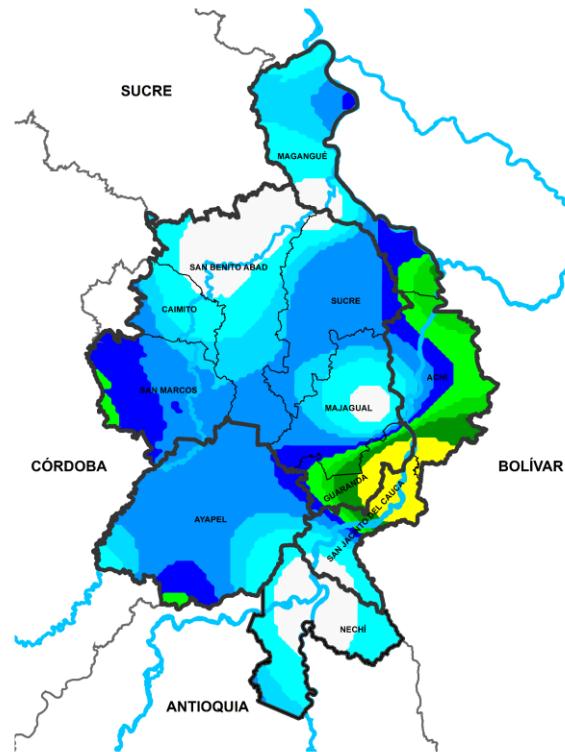 SUCRE
MAGANGUÉ
SAN BENITO ABAD
SUCRE
CAIMITO
ACHÍ
SAN MARCOS
MAJAGUAL
CÓRDOBA
BOLÍVAR
GUARANDA
SAN JACINTO DEL CAUCA
AYAPEL
NECHÍ
ANTIOQUIA